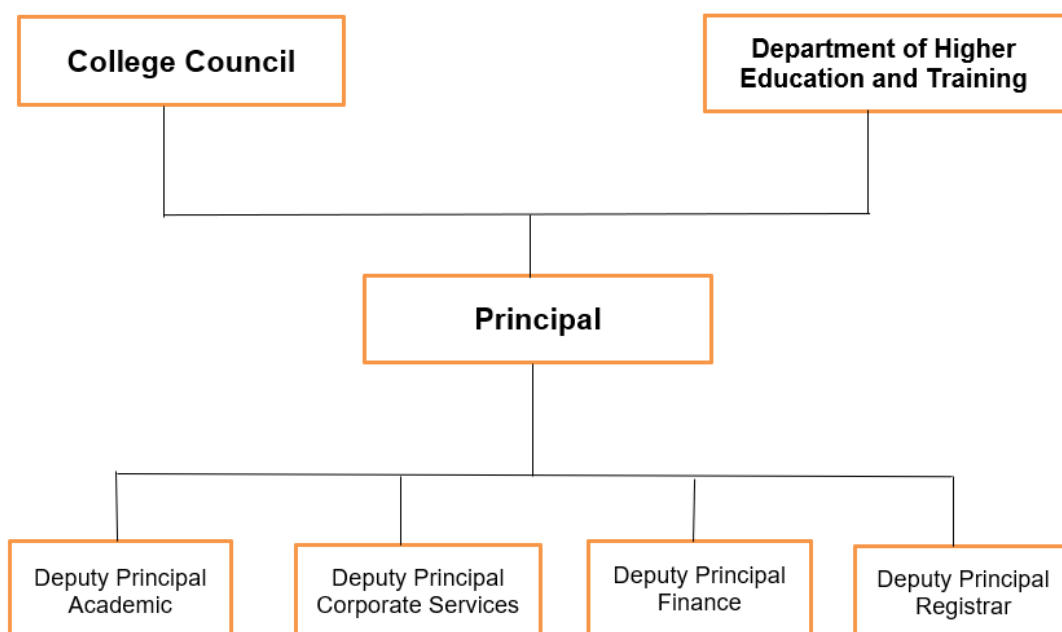 College Council
Department of Higher
Education and Training
Principal
Deputy Principal
Academic
Deputy Principal
Corporate Services
Deputy Principal
Finance
Deputy Principal
Registrar